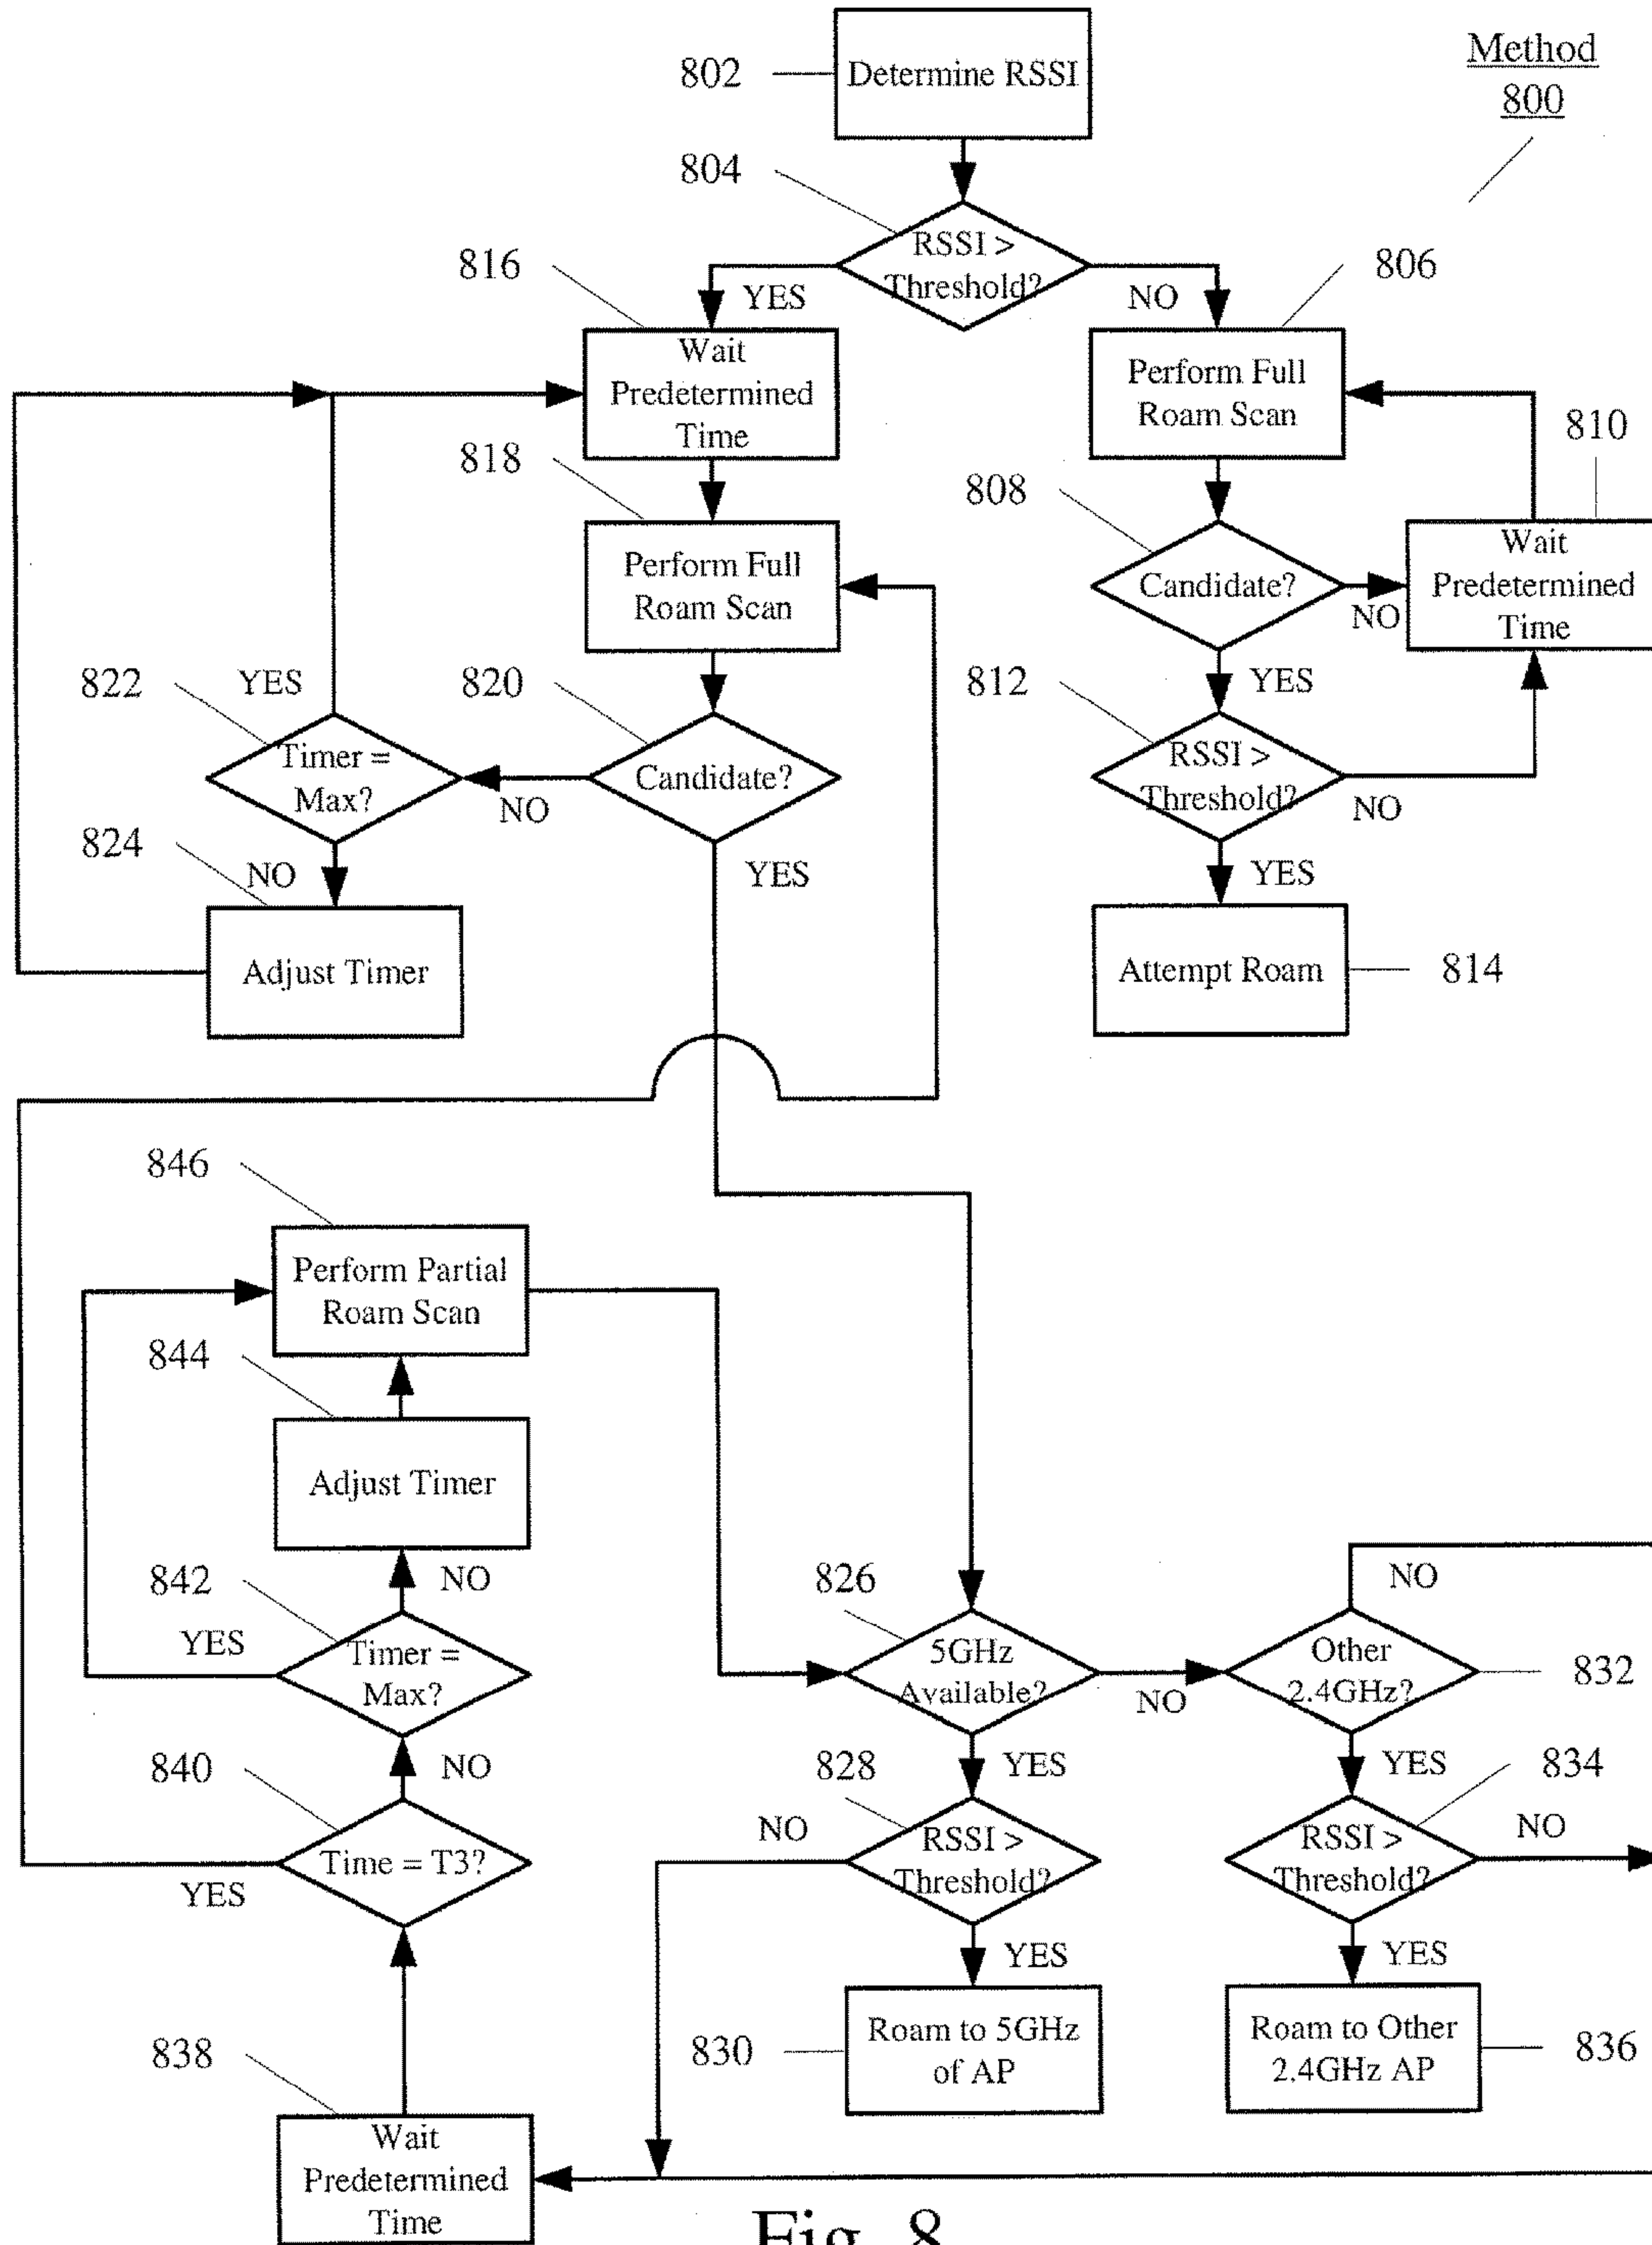 Method
800
802
Determine RSSI
804
RSSI >
Threshold?
816
YES
NO
806
Wait
Predetermined
Time
Perform Full
Roam Scan
810
818
808
Perform Full
Roam Scan
Candidate?
NO
Wait
Predetermined
Time
822
YES
820
812
YES
Timer =
Max?
NO
Candidate?
RSSI >
Threshold?
NO
824
NO
YES
YES
Adjust Timer
Attempt Roam
814
846
Perform Partial
Roam Scan
844
Adjust Timer
842
NO
826
NO
YES
Timer =
Max?
5GHz
Available?
NO
Other
2.4GHz?
832
840
NO
828
YES
YES
834
Time = T3?
YES
NO
RSSI >
Threshold?
RSSI >
Threshold?
NO
YES
YES
838
830
Roam to 5GHz
of AP
Roam to Other
2.4GHz AP
836
Wait
Predetermined
Time
Fig. 8